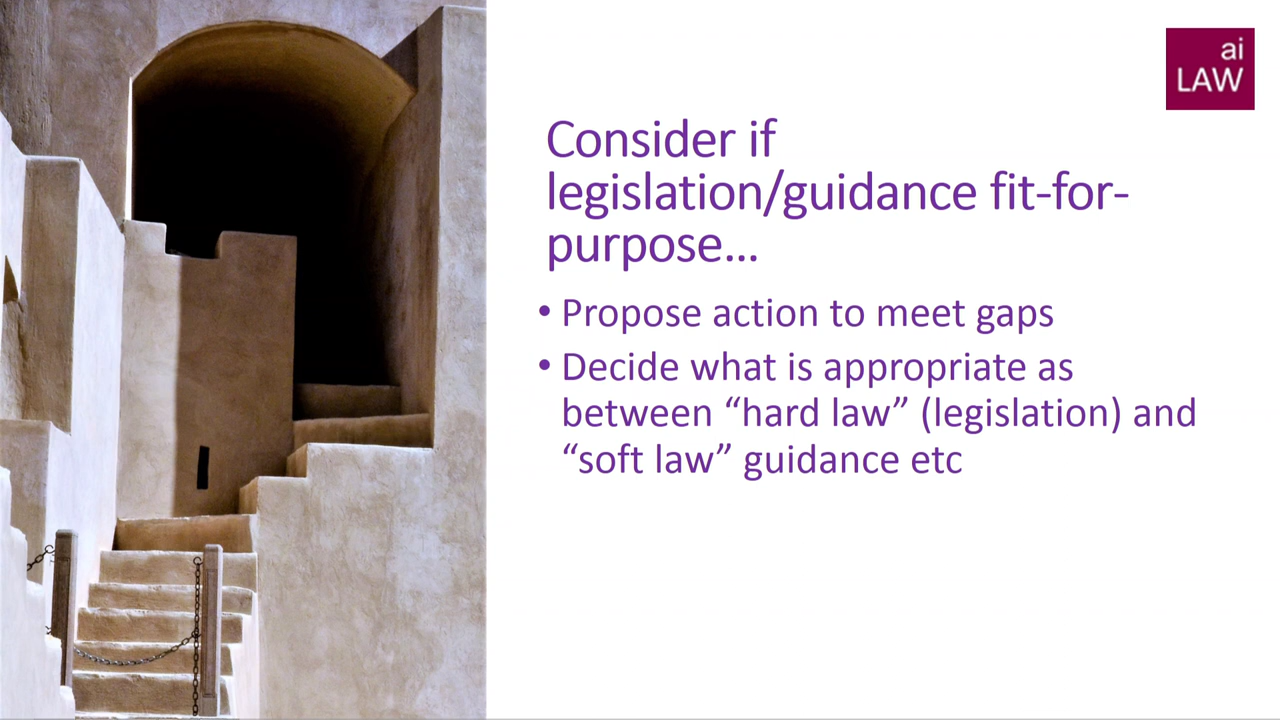 ai
LAW
Consider if
legislation/guidance fit-for-
purpose...
• Propose action to meet gaps
• Decide what is appropriate as
between “hard law” (legislation) and
“soft law” guidance etc